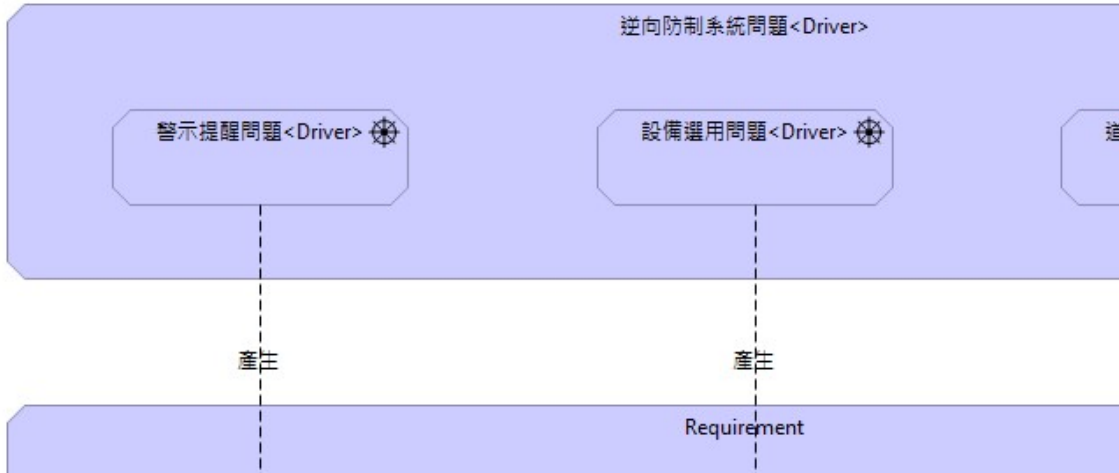 逆向防制系統問題<Driver>
警示提醒問題<Driver>
設備選用問題<Driver>
道
產生
產生
Requirement